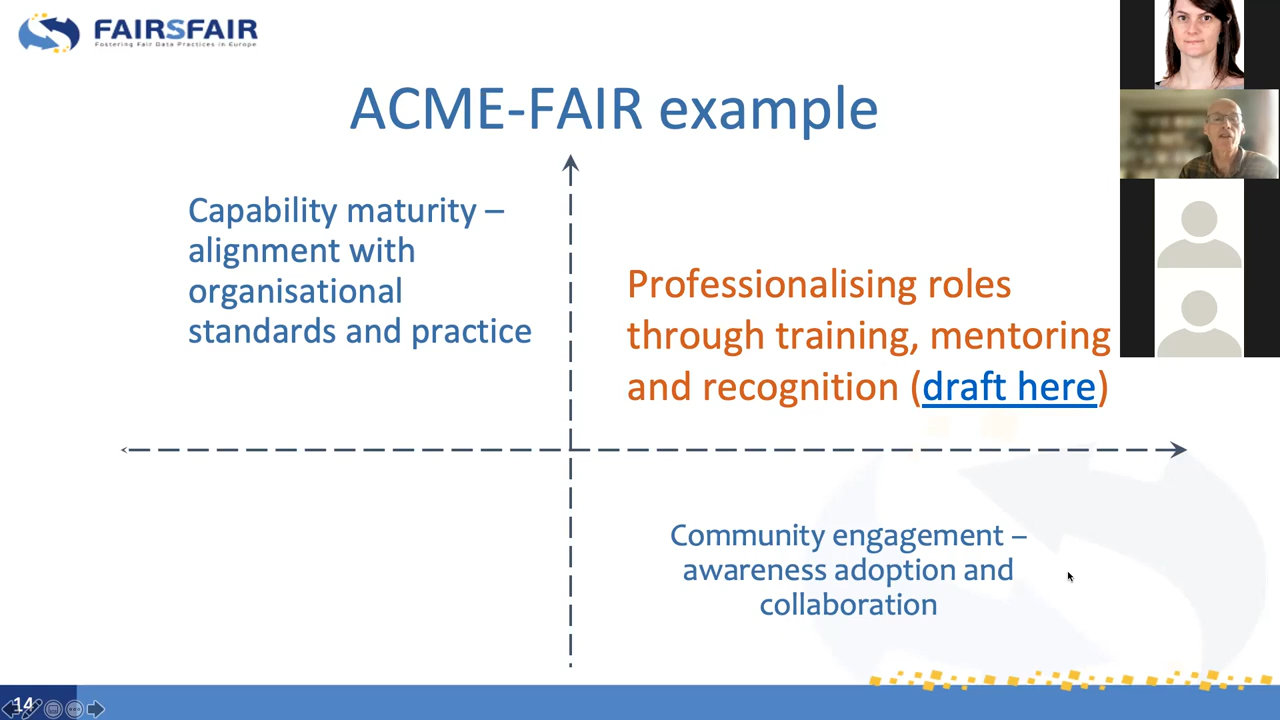 FAIRSFAIR
Fostering Fair Data Practices in Europe
ACME-FAIR example
Capability maturity –
alignment with
organisational
standards and practice
Professionalising roles
through training, mentoring
and recognition (draft here)
Community engagement –
awareness adoption and
collaboration
14